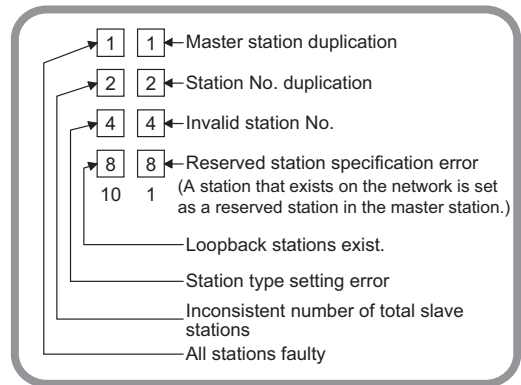 1 1 Master station duplication
2 2 Station No. duplication
4 4 Invalid station No.
8 8 Reserved station specification error
10 1 (A station that exists on the network is set
as a reserved station in the master station.)
Loopback stations exist.
Station type setting error
Inconsistent number of total slave
stations
All stations faulty